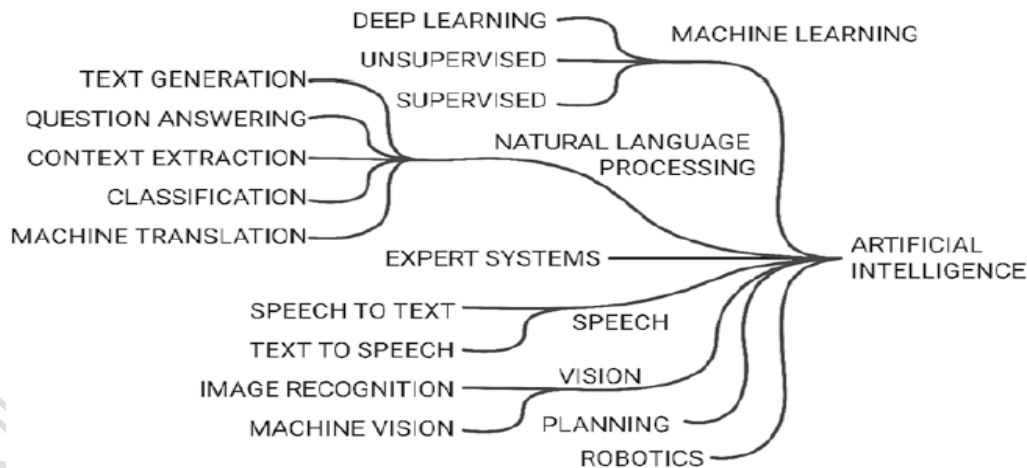 DEEP LEARNING
MACHINE LEARNING
UNSUPERVISED
SUPERVISED
TEXT GENERATION
QUESTION ANSWERING
CONTEXT EXTRACTION
CLASSIFICATION
MACHINE TRANSLATION
NATURAL LANGUAGE
PROCESSING
EXPERT SYSTEMS
ARTIFICIAL
INTELLIGENCE
SPEECH TO TEXT
SPEECH
TEXT TO SPEECH
IMAGE RECOGNITION
VISION
MACHINE VISION
PLANNING
ROBOTICS